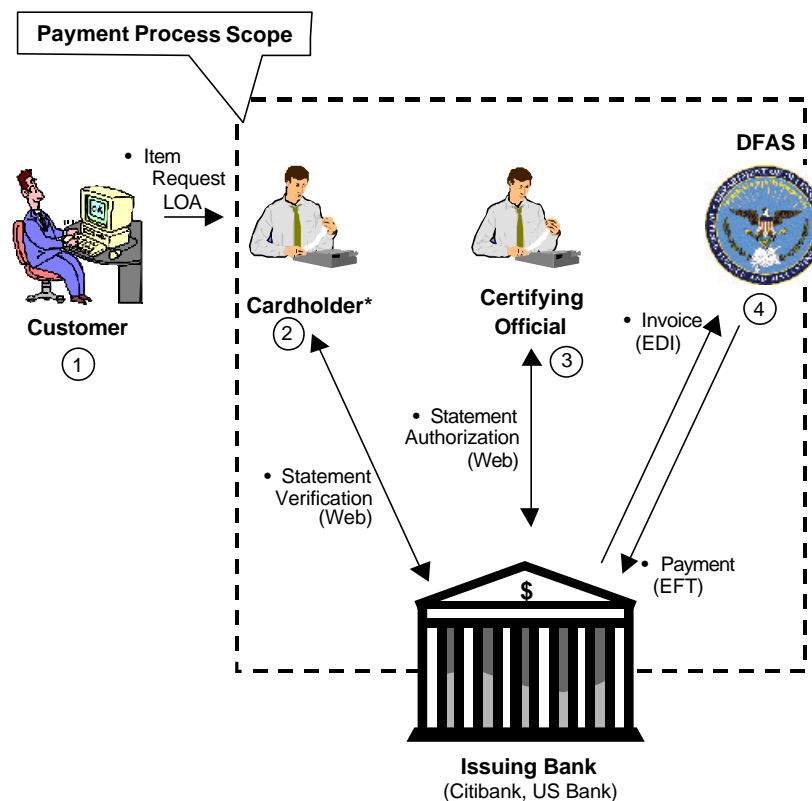 Payment Process Scope
DFAS
• Item
Request
LOA
Customer
1
Cardholder*
2
Certifying
Official
3
4
• Invoice
(EDI)
• Statement
Authorization
(Web)
• Statement
Verification
(Web)
• Payment
(EFT)
$
Issuing Bank
(Citibank, US Bank)